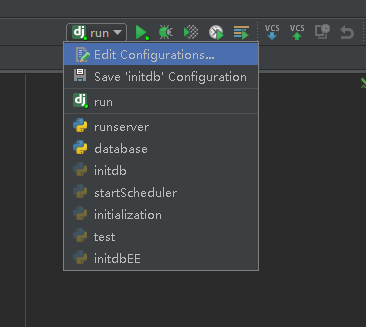 dj run VCS VCS
Edit Configurations...
Save 'initdb' Configuration
dj run
runserver
database
initdb
startScheduler
initialization
test
initdbEE